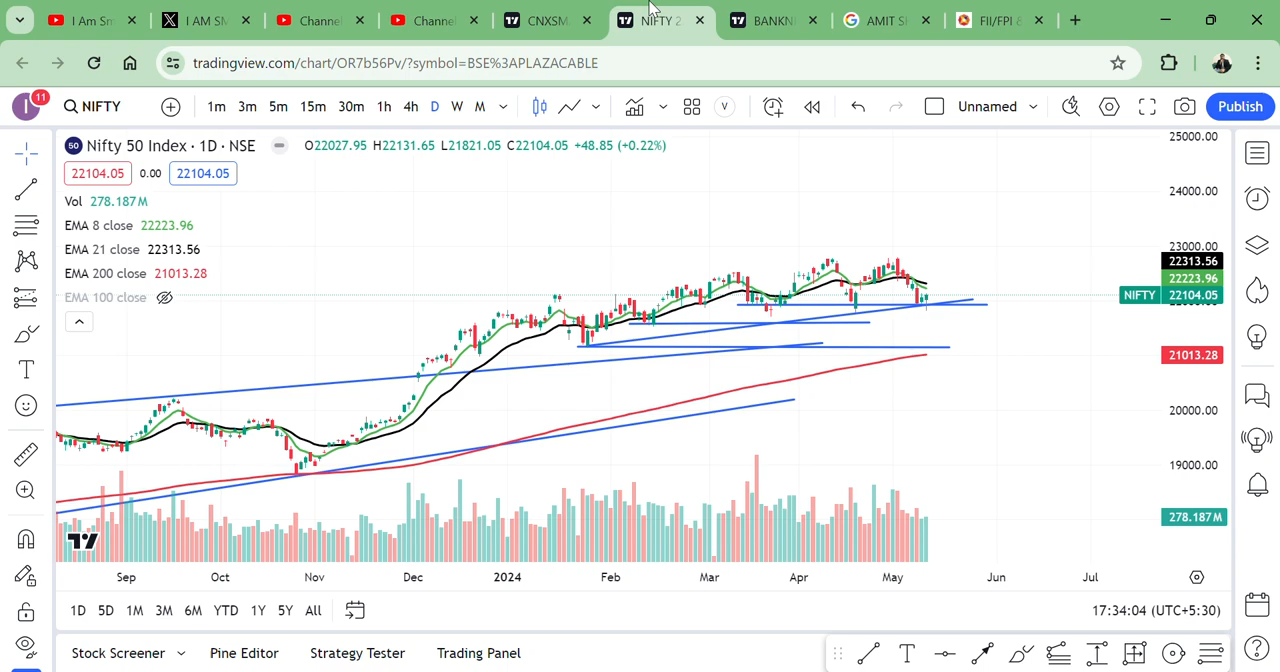 I Am Sm
I AM SM
Channel
Channel
CNXSM
NIFTY 2
BANKN
AMIT S
FII/FPI &
tradingview.com/chart/OR7b56Pv/?symbol=BSE%3APLAZACABLE
I 11 NIFTY 1m 3m 5m 15m 30m 1h 4h D W M V Unnamed Publish
50 Nifty 50 Index · 1D · NSE O22027.95 H22131.65 L21821.05 C22104.05 +48.85 (+0.22%)
22104.05 0.00 22104.05
Vol 278.187M
EMA 8 close 22223.96
EMA 21 close 22313.56
EMA 200 close 21013.28
EMA 100 close
25000.00
24000.00
23000.00
22313.56
22223.96
NIFTY 22104.05
21013.28
20000.00
19000.00
278.187M
Sep Oct Nov Dec 2024 Feb Mar Apr May Jun Jul
1D 5D 1M 3M 6M YTD 1Y 5Y All 17:34:04 (UTC+5:30)
Stock Screener Pine Editor Strategy Tester Trading Panel